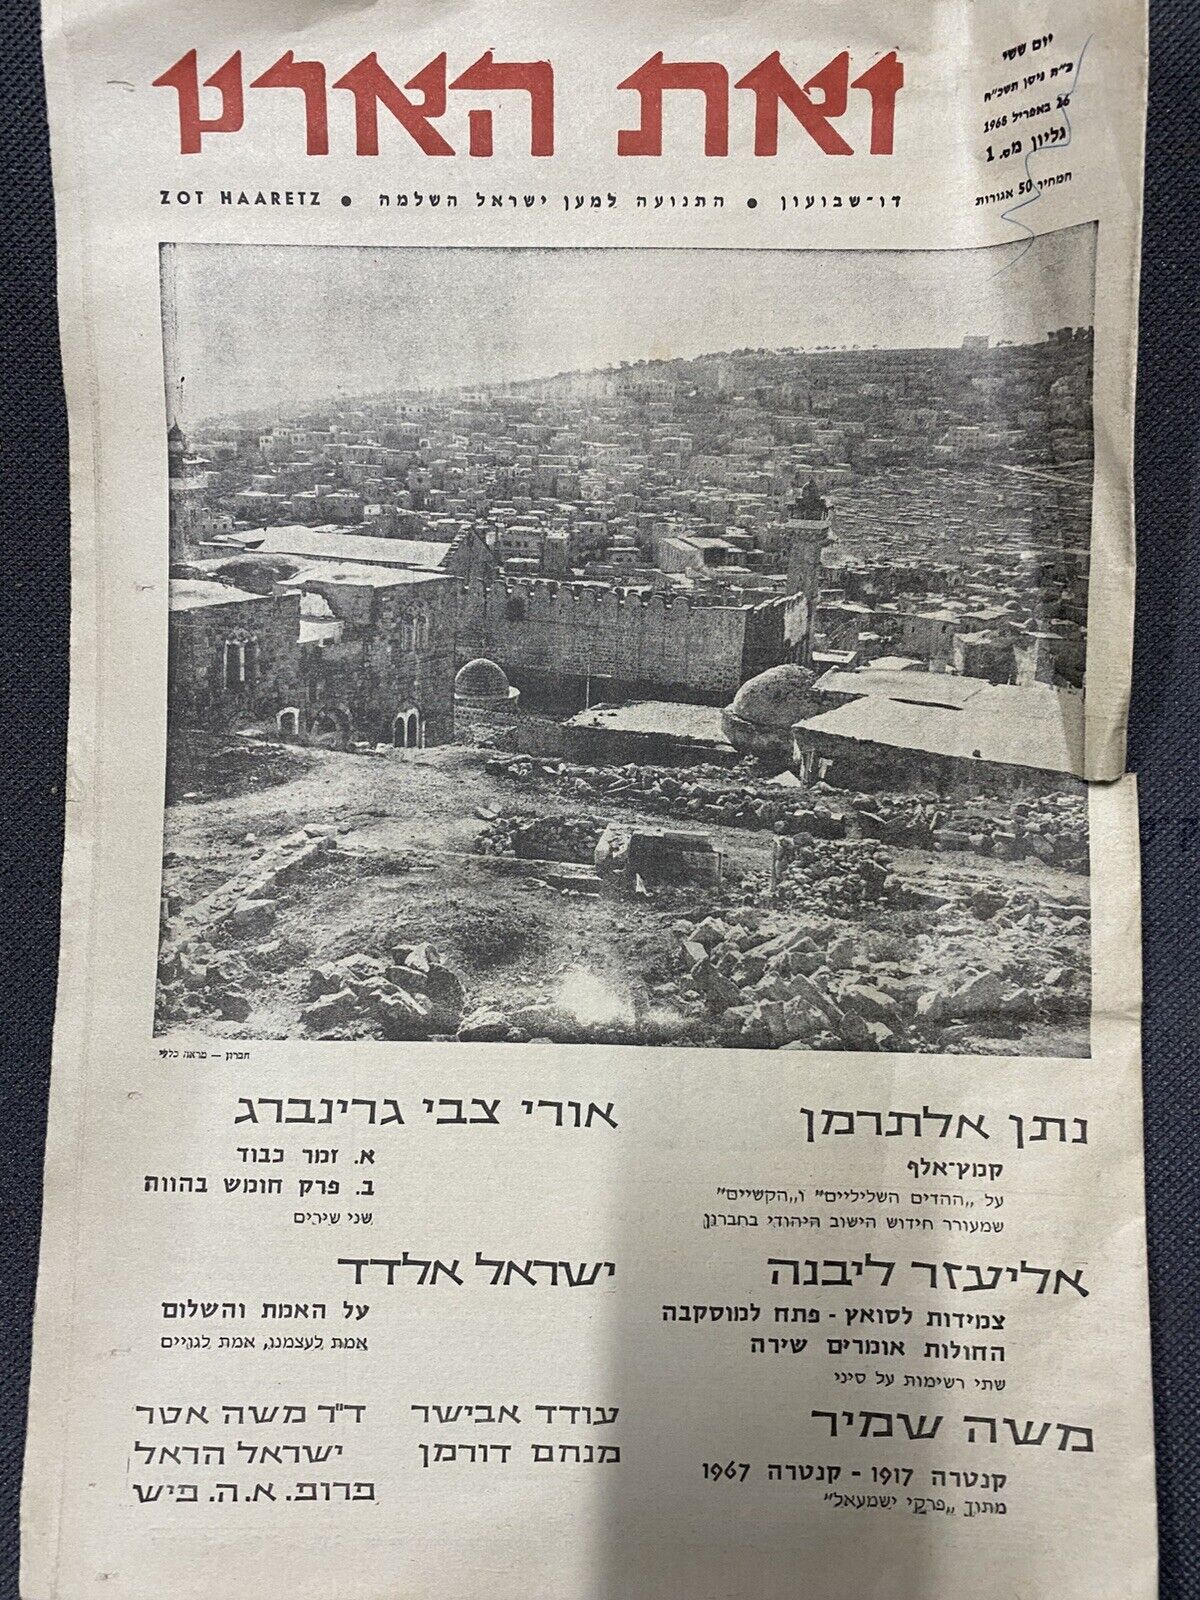 זאת הארץ
יום ששי
כ״ח ניסן תשכ״ח
26 באפריל 1968
גליון מס. 1
המחיר 50 אגורות
דו־שבועון • התנועה למען ישראל השלמה • ZOT HAARETZ
חברון — מראה כללי
נתן אלתרמן
קמץ־אלף
על „ההדים השליליים" ו„הקשיים"
שמעורר חידוש הישוב היהודי בחברון
אליעזר ליבנה
צמידות לסואץ - פתח למוסקבה
החולות אומרים שירה
שתי רשימות על סיני
משה שמיר
קנטרה 1917 - קנטרה 1967
מתוך „פרקי ישמעאל"
אורי צבי גרינברג
א. זמר כבוד
ב. פרק חומש בהווה
שני שירים
ישראל אלדד
על האמת והשלום
אמת לעצמנו, אמת לגויים
עודד אבישר
מנחם דורמן
ד״ר משה אטר
ישראל הראל
פרופ. א.ה. פיש